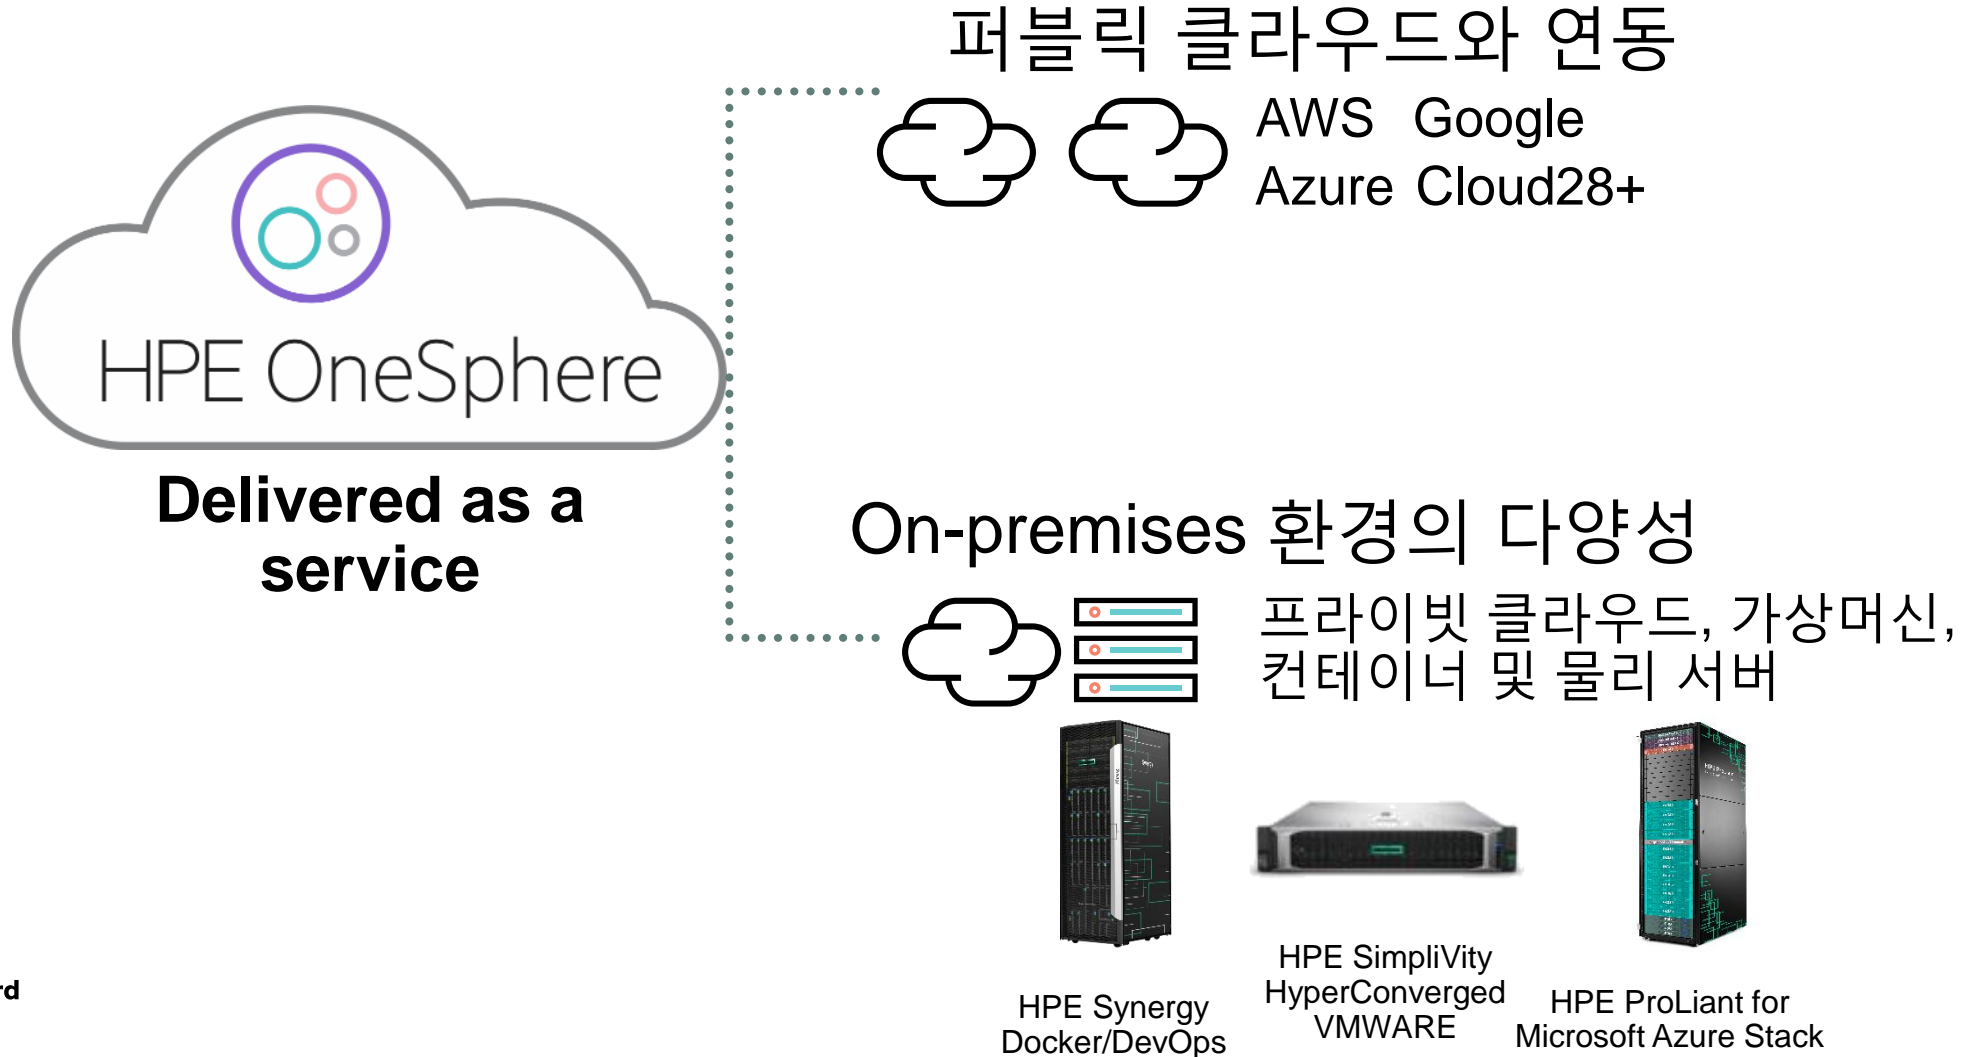 퍼블릭 클라우드와 연동
AWS Google
Azure Cloud28+
HPE OneSphere
Delivered as a
service
On-premises 환경의 다양성
프라이빗 클라우드, 가상머신,
컨테이너 및 물리 서버
HPE Synergy
Docker/DevOps
HPE SimpliVity
HyperConverged
VMWARE
HPE ProLiant for
Microsoft Azure Stack
rd